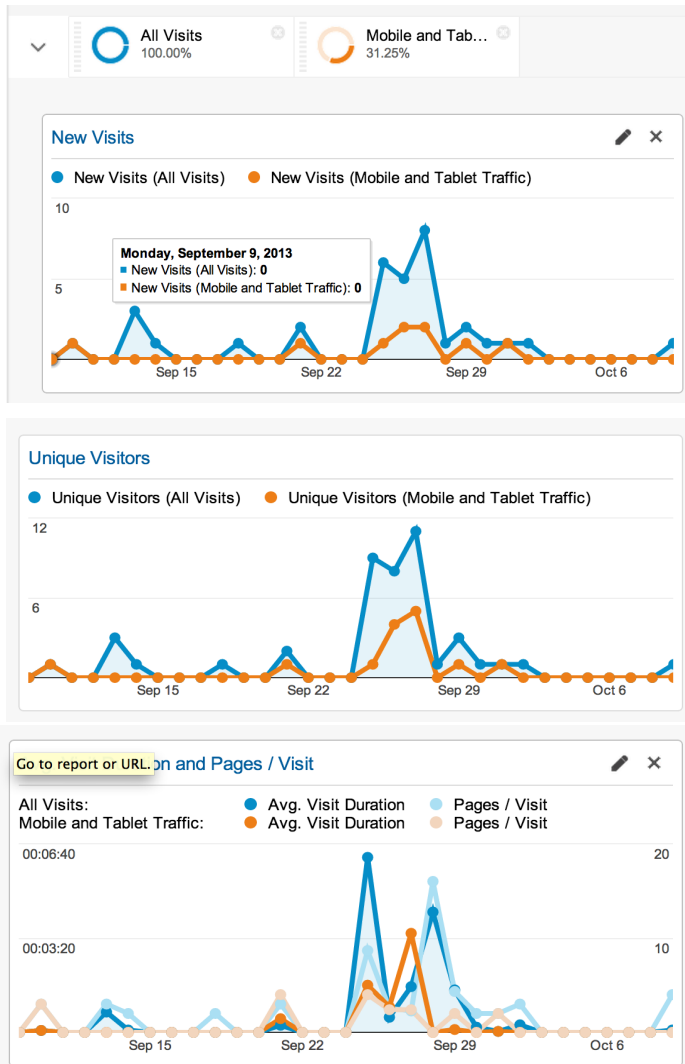 All Visits
100.00%
Mobile and Tab...
31.25%
New Visits
New Visits (All Visits)
New Visits (Mobile and Tablet Traffic)
10
Monday, September 9, 2013
New Visits (All Visits): 0
New Visits (Mobile and Tablet Traffic): 0
5
Sep 15
Sep 22
Sep 29
Oct 6
Unique Visitors
Unique Visitors (All Visits)
Unique Visitors (Mobile and Tablet Traffic)
12
6
Sep 15
Sep 22
Sep 29
Oct 6
Go to report or URL.
on and Pages / Visit
All Visits:
Avg. Visit Duration
Pages / Visit
Mobile and Tablet Traffic:
Avg. Visit Duration
Pages / Visit
00:06:40
20
00:03:20
10
Sep 15
Sep 22
Sep 29
Oct 6